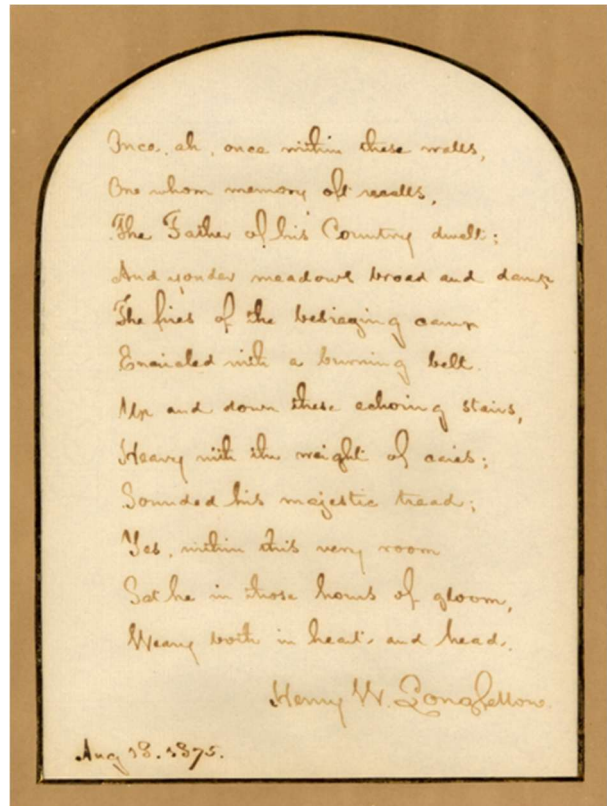 Once, ah, once within these walls,
One whom memory oft recalls,
The Father of his Country dwelt;
And yonder meadows broad and damp
The fires of the besieging camp
Encircled with a burning belt.
Up and down these echoing stairs,
Heavy with the weight of cares;
Sounded his majestic tread;
Yes, within this very room
Sat he in those hours of gloom,
Weary both in heart and head.
Henry W. Longfellow.
Aug 18. 1875.